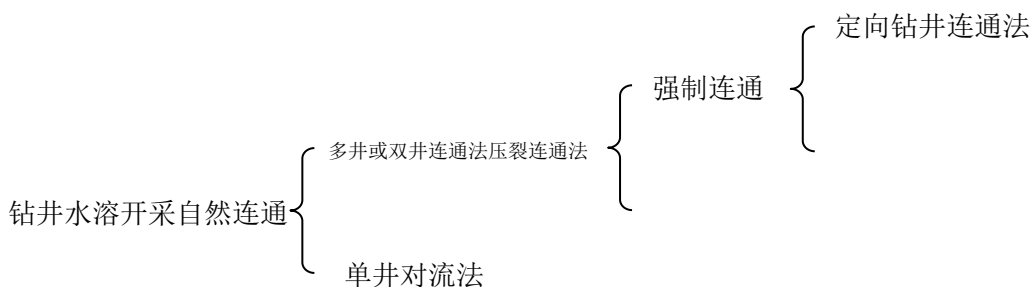 定向钻井连通法
强制连通
多井或双井连通法压裂连通法
钻井水溶开采自然连通
单井对流法